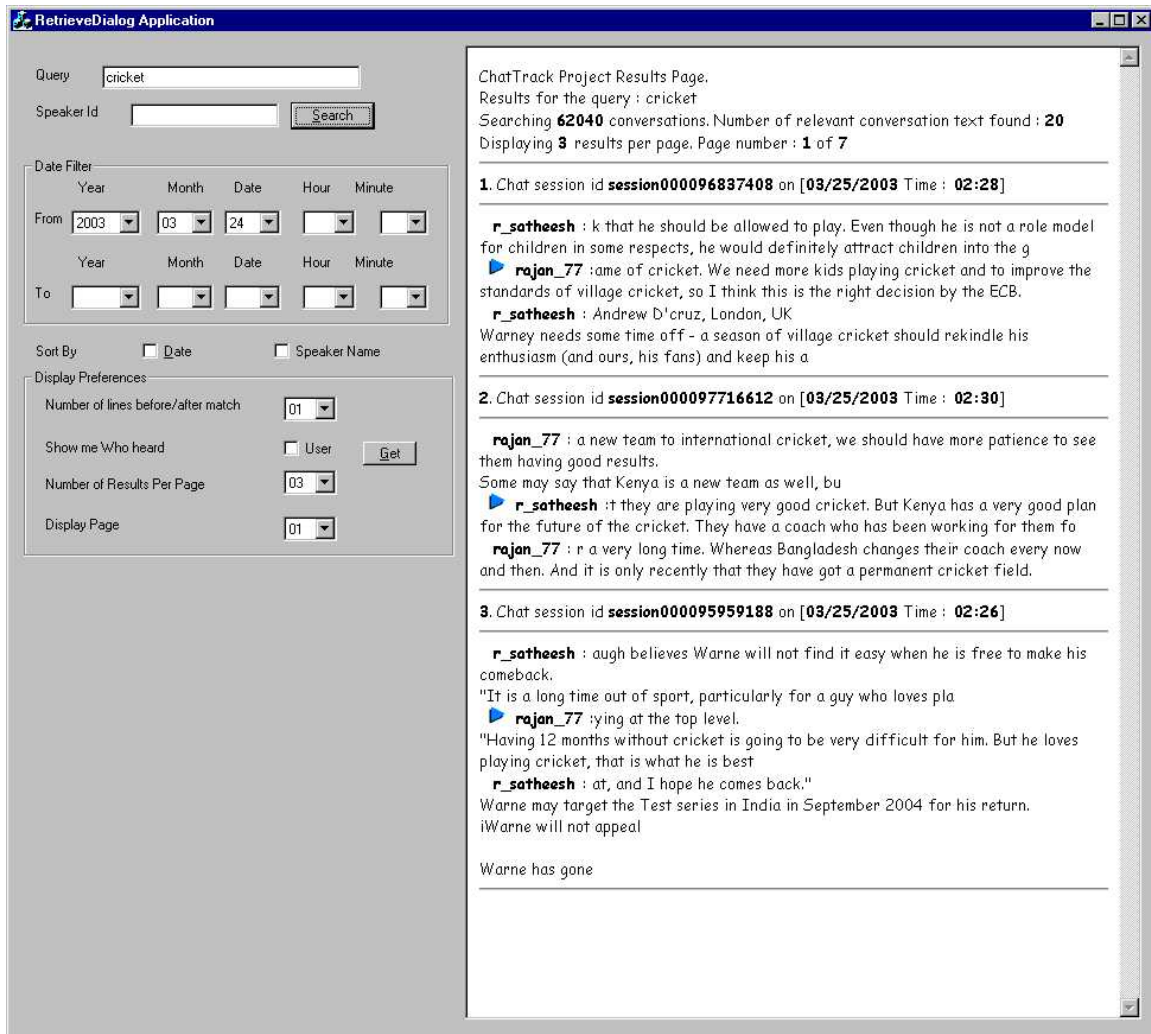 RetrieveDialog Application
Query cricket
Speaker Id Search
Date Filter
Year Month Date Hour Minute
From 2003 03 24
Year Month Date Hour Minute
To
Sort By Date Speaker Name
Display Preferences
Number of lines before/after match 01
Show me Who heard User Get
Number of Results Per Page 03
Display Page 01
ChatTrack Project Results Page.
Results for the query : cricket
Searching 62040 conversations. Number of relevant conversation text found : 20
Displaying 3 results per page. Page number : 1 of 7
1. Chat session id session000096837408 on [03/25/2003 Time : 02:28]
r_satheesh : k that he should be allowed to play. Even though he is not a role model
for children in some respects, he would definitely attract children into the g
rajan_77 :ame of cricket. We need more kids playing cricket and to improve the
standards of village cricket, so I think this is the right decision by the ECB.
r_satheesh : Andrew D'cruz, London, UK
Warney needs some time off - a season of village cricket should rekindle his
enthusiasm (and ours, his fans) and keep his a
2. Chat session id session000097716612 on [03/25/2003 Time : 02:30]
rajan_77 : a new team to international cricket, we should have more patience to see
them having good results.
Some may say that Kenya is a new team as well, bu
r_satheesh :t they are playing very good cricket. But Kenya has a very good plan
for the future of the cricket. They have a coach who has been working for them fo
rajan_77 : r a very long time. Whereas Bangladesh changes their coach every now
and then. And it is only recently that they have got a permanent cricket field.
3. Chat session id session000095959188 on [03/25/2003 Time : 02:26]
r_satheesh : augh believes Warne will not find it easy when he is free to make his
comeback.
"It is a long time out of sport, particularly for a guy who loves pla
rajan_77 :ying at the top level.
"Having 12 months without cricket is going to be very difficult for him. But he loves
playing cricket, that is what he is best
r_satheesh : at, and I hope he comes back."
Warne may target the Test series in India in September 2004 for his return.
iWarne will not appeal
Warne has gone